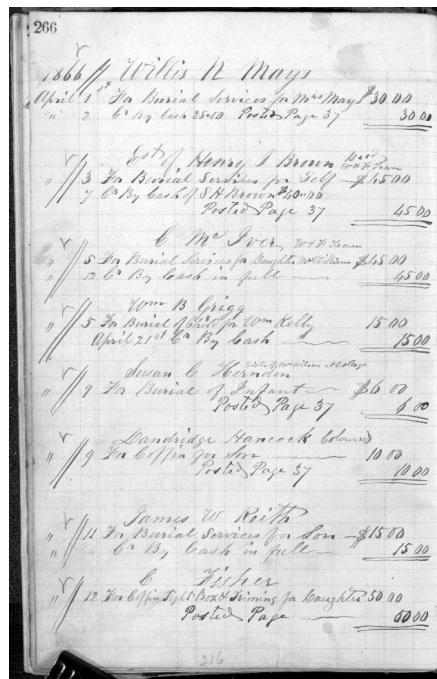 266
1866 Willis N Mays
April 1st For Burial Services for Mrs Mays $30 00
" 2 Cr By Cash 25.00 Posted Page 37 30 00
Est of Henry I Brown Decd W & H Team
" 3 For Burial Services for Self $45 00
" 7 Cr By Cash of S H Brown $40.00
Posted Page 37 45 00
C McIver W & H Team
" 5 For Burial Services for Daughter $45 00
" 12 Cr By Cash in full 45 00
Wm B Grigg
" 5 For Burial of Child for Wm Kelly 15 00
April 21st Cr By Cash 15 00
Susan C Herndon
" 9 For Burial of Infant $6 00
Posted Page 37 6 00
Dandridge Hancock Coloured
" 9 For Coffin for Son 10 00
Posted Page 37 10 00
James W Keith
" 11 For Burial Services for Son $15 00
" " Cr By Cash in full 15 00
C Fisher
" 12 For Coffin Tight Box & Trimming for Daughter 50 00
Posted Page 50 00
216